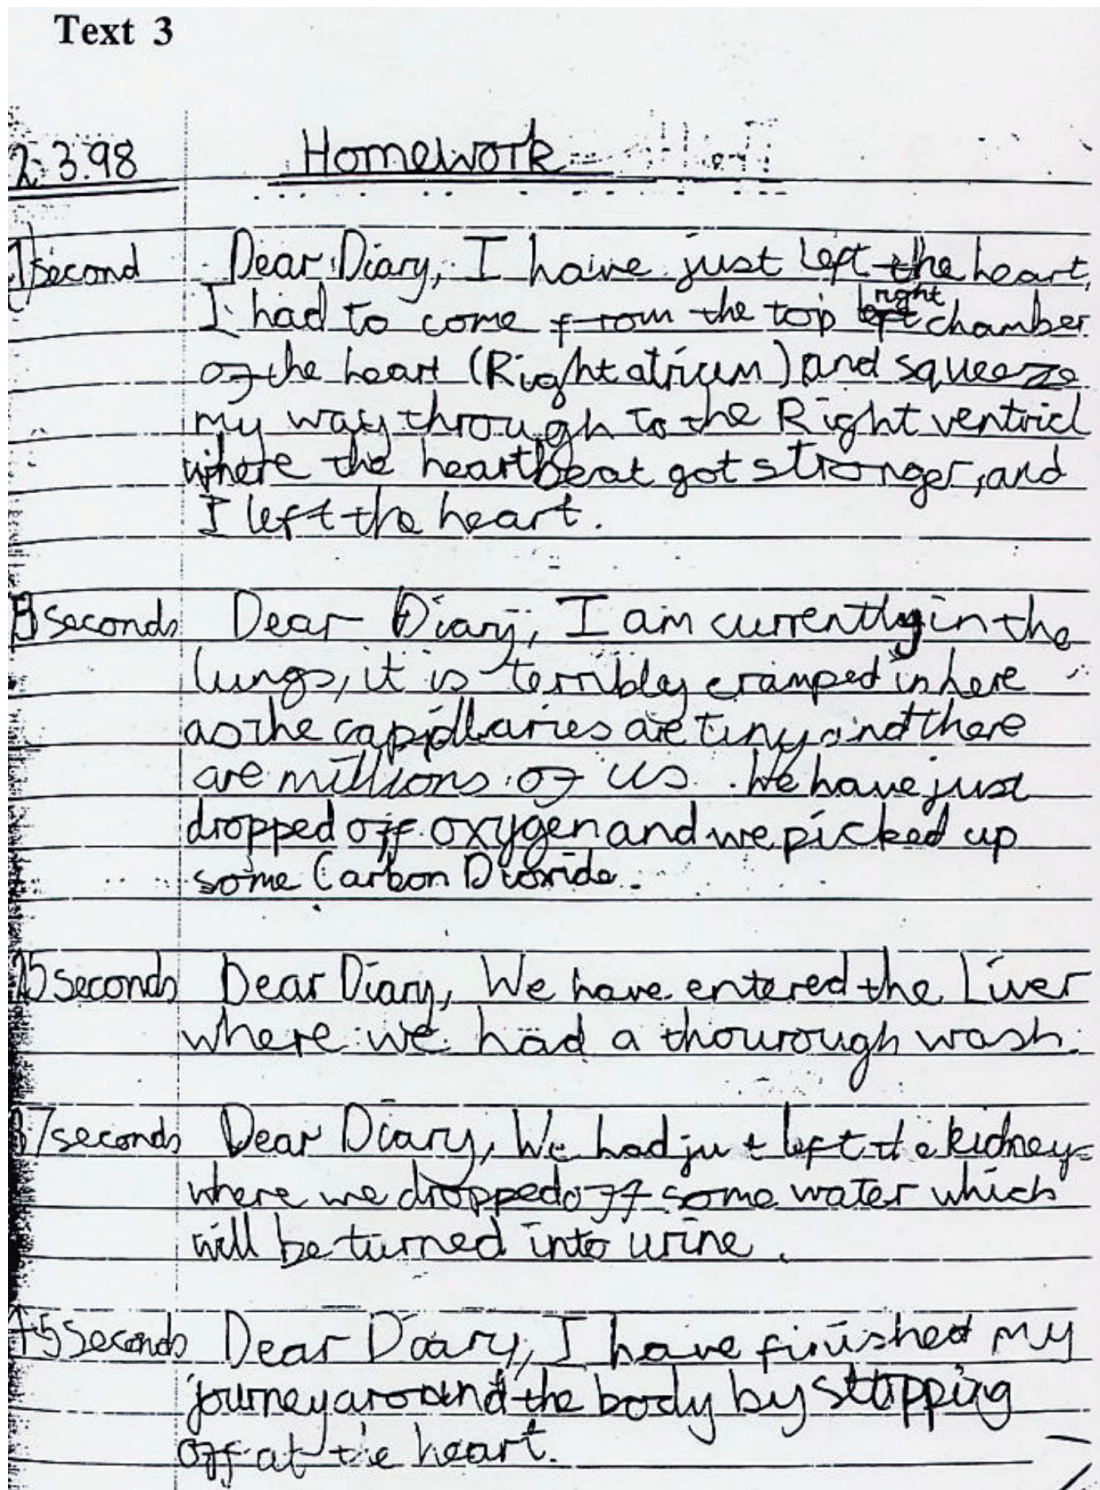 Text 3
2.3.98 Homework
1 second Dear Diary, I have just left the heart,
I had to come from the top left right chamber
of the heart (Right atricum) and squeeze
my way through to the Right ventricl
where the heartbeat got stronger, and
I left the heart.
8 seconds Dear Diary, I am currently in the
lungs, it is terribley cramped in here
as the capillaries are tiny and there
are millions of us. We have just
dropped off oxygen and we picked up
some Carbon Dioxide.
25 seconds Dear Diary, We have entered the Liver
where we had a thourough wash.
37 seconds Dear Diary, We had just left the kidney
where we dropped off some water which
will be turned into urine.
45 seconds Dear Diary, I have finished my
journey around the body by stopping
off at the heart.